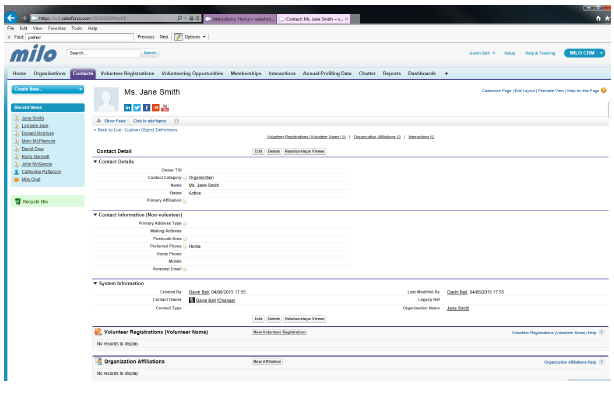 salesforce.com
Interactions: Home ~ salesfor...
Contact: Ms. Jane Smith ~ s...
File Edit View Favorites Tools Help
x Find: parker
Previous Next Options
milo
Search...
Search
Gavin Bell
Setup
Help & Training
MILO CRM
Home Organisations Contacts Volunteer Registrations Volunteering Opportunities Memberships Interactions Annual Profiling Data Chatter Reports Dashboards +
Create New...
Ms. Jane Smith
Customize Page | Edit Layout | Printable View | Help for this Page
Recent Items
Jane Smith
Lorraine Jack
Donald McIntyre
Mary McPherson
David Dow
Kirsty Bennett
John McKenzie
Catherine Patterson
Milo Chat
Recycle Bin
Show Feed Click to add topics
« Back to List: Custom Object Definitions
Volunteer Registrations (Volunteer Name) [0] | Organization Affiliations [0] | Interactions [0]
Contact Detail
Edit Delete Relationships Viewer
Contact Details
Owner Till
Contact Category Organisation
Name Ms. Jane Smith
Status Active
Primary Affiliation
Contact Information (Non-volunteer)
Primary Address Type
Mailing Address
Postcode Area
Preferred Phone Home
Home Phone
Mobile
Personal Email
System Information
Created By Gavin Bell, 04/06/2015 17:55
Last Modified By Gavin Bell, 04/06/2015 17:55
Contact Owner Gavin Bell [Change]
Legacy Ref
Contact Type
Organisation Name Jane Smith
Edit Delete Relationships Viewer
Volunteer Registrations (Volunteer Name)
New Volunteer Registration
Volunteer Registrations (Volunteer Name) Help
No records to display
Organization Affiliations
New Affiliation
Organization Affiliations Help
No records to display